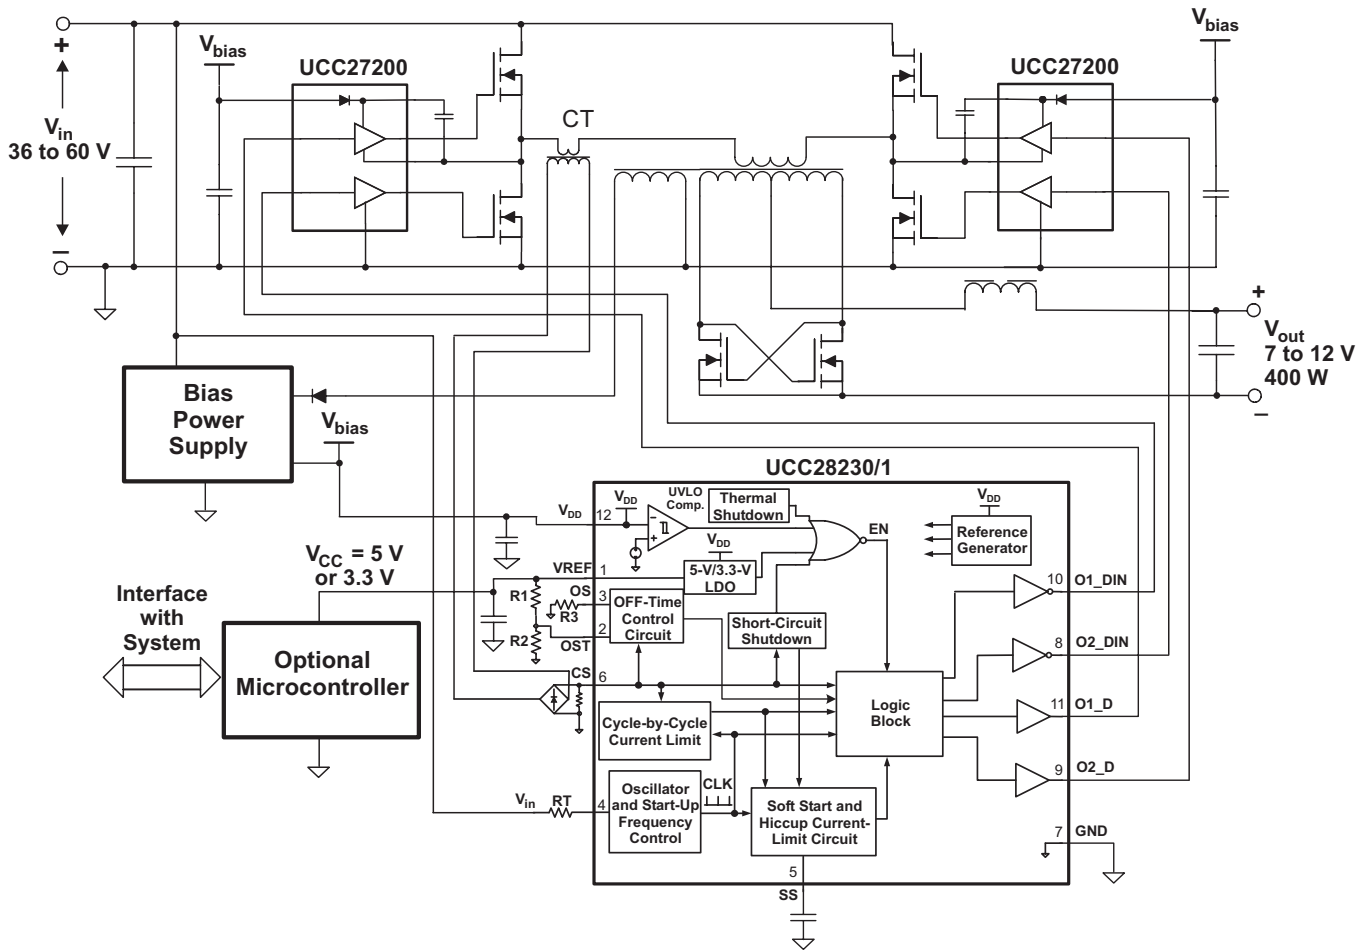 +
V_in
36 to 60 V
−
V_bias
UCC27200
CT
UCC27200
V_bias
+
V_out
7 to 12 V
400 W
−
Bias
Power
Supply
V_bias
V_CC = 5 V
or 3.3 V
Interface
with
System
Optional
Microcontroller
UCC28230/1
V_DD
12
V_DD
UVLO
Comp.
−
+
Thermal
Shutdown
EN
V_DD
Reference
Generator
VREF
1
V_DD
5-V/3.3-V
LDO
R1
OS
3
R3
R2
2
OST
OFF-Time
Control
Circuit
Short-Circuit
Shutdown
CS
6
Cycle-by-Cycle
Current Limit
Logic
Block
10
O1_DIN
8
O2_DIN
11
O1_D
9
O2_D
V_in
RT
4
Oscillator
and Start-Up
Frequency
Control
CLK
Soft Start and
Hiccup Current-
Limit Circuit
7
GND
5
SS